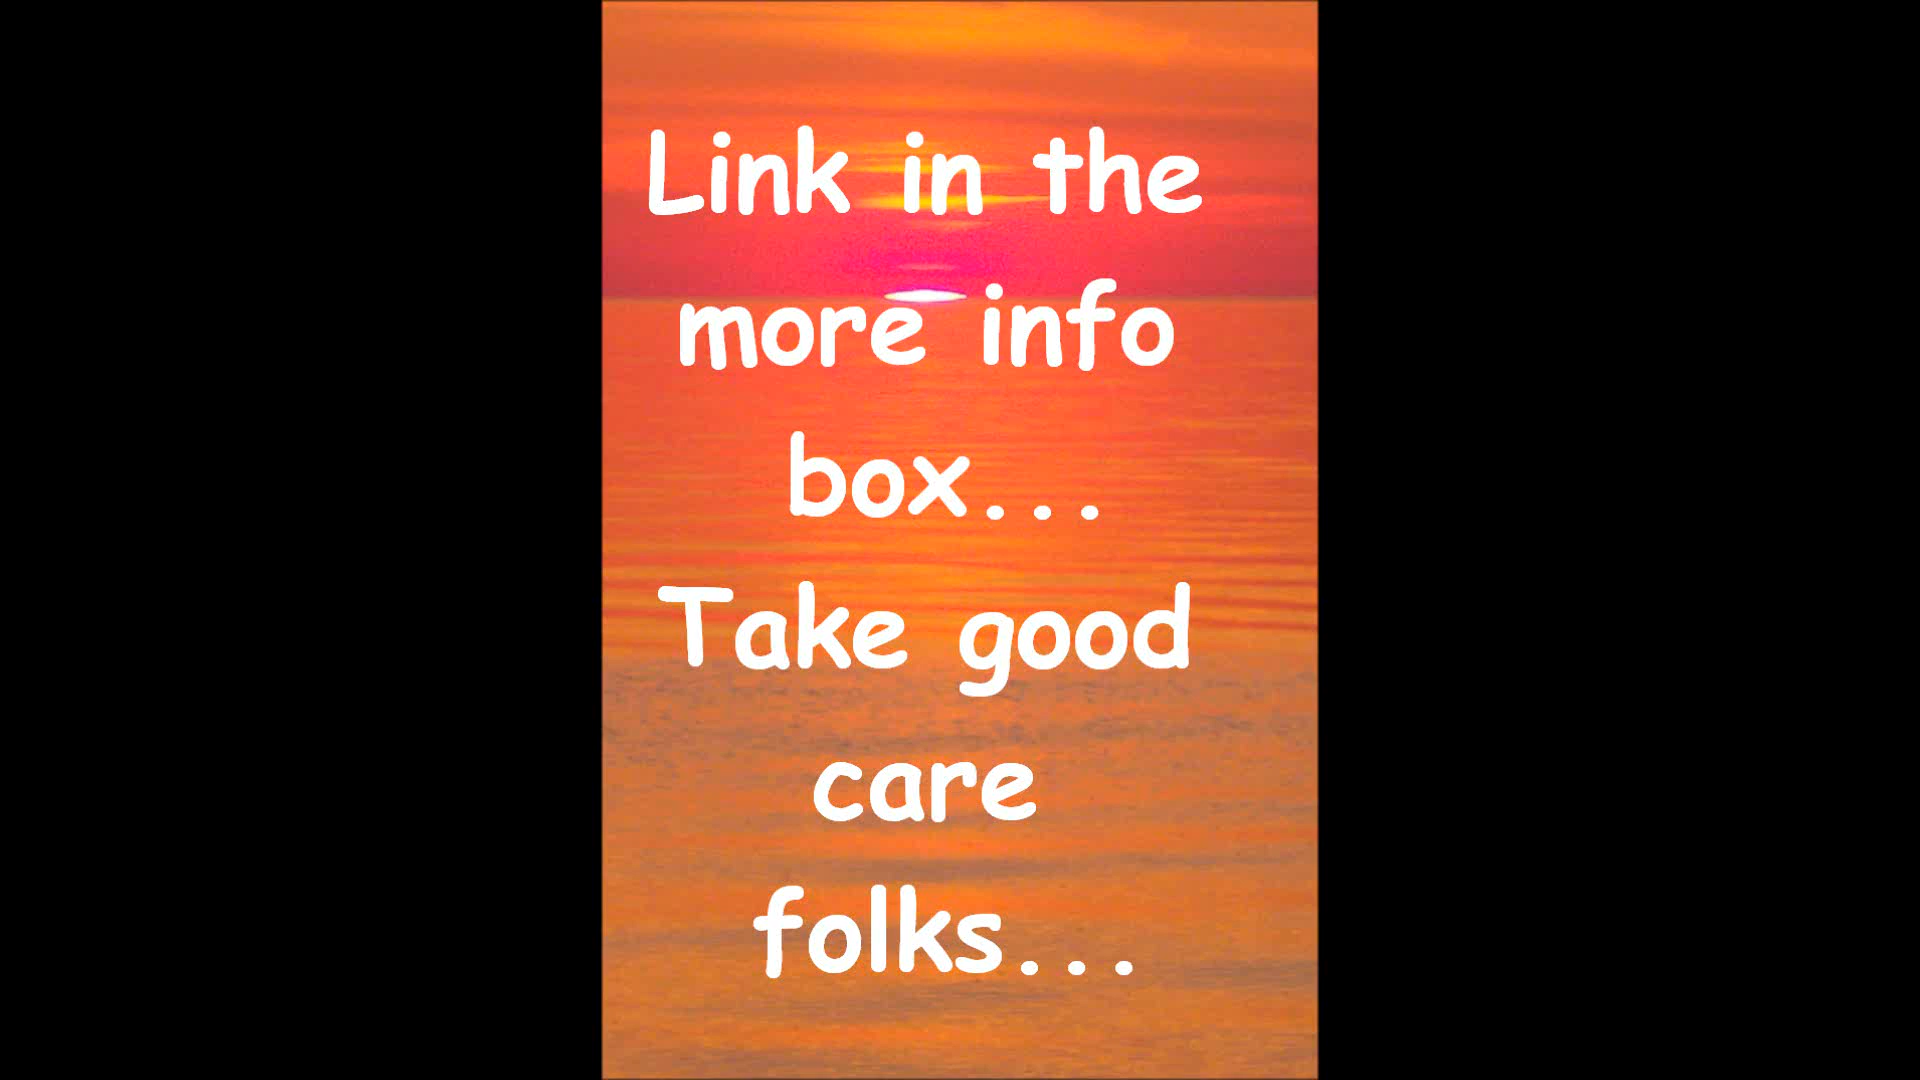 Link in the
more info
box...
Take good
care
folks...